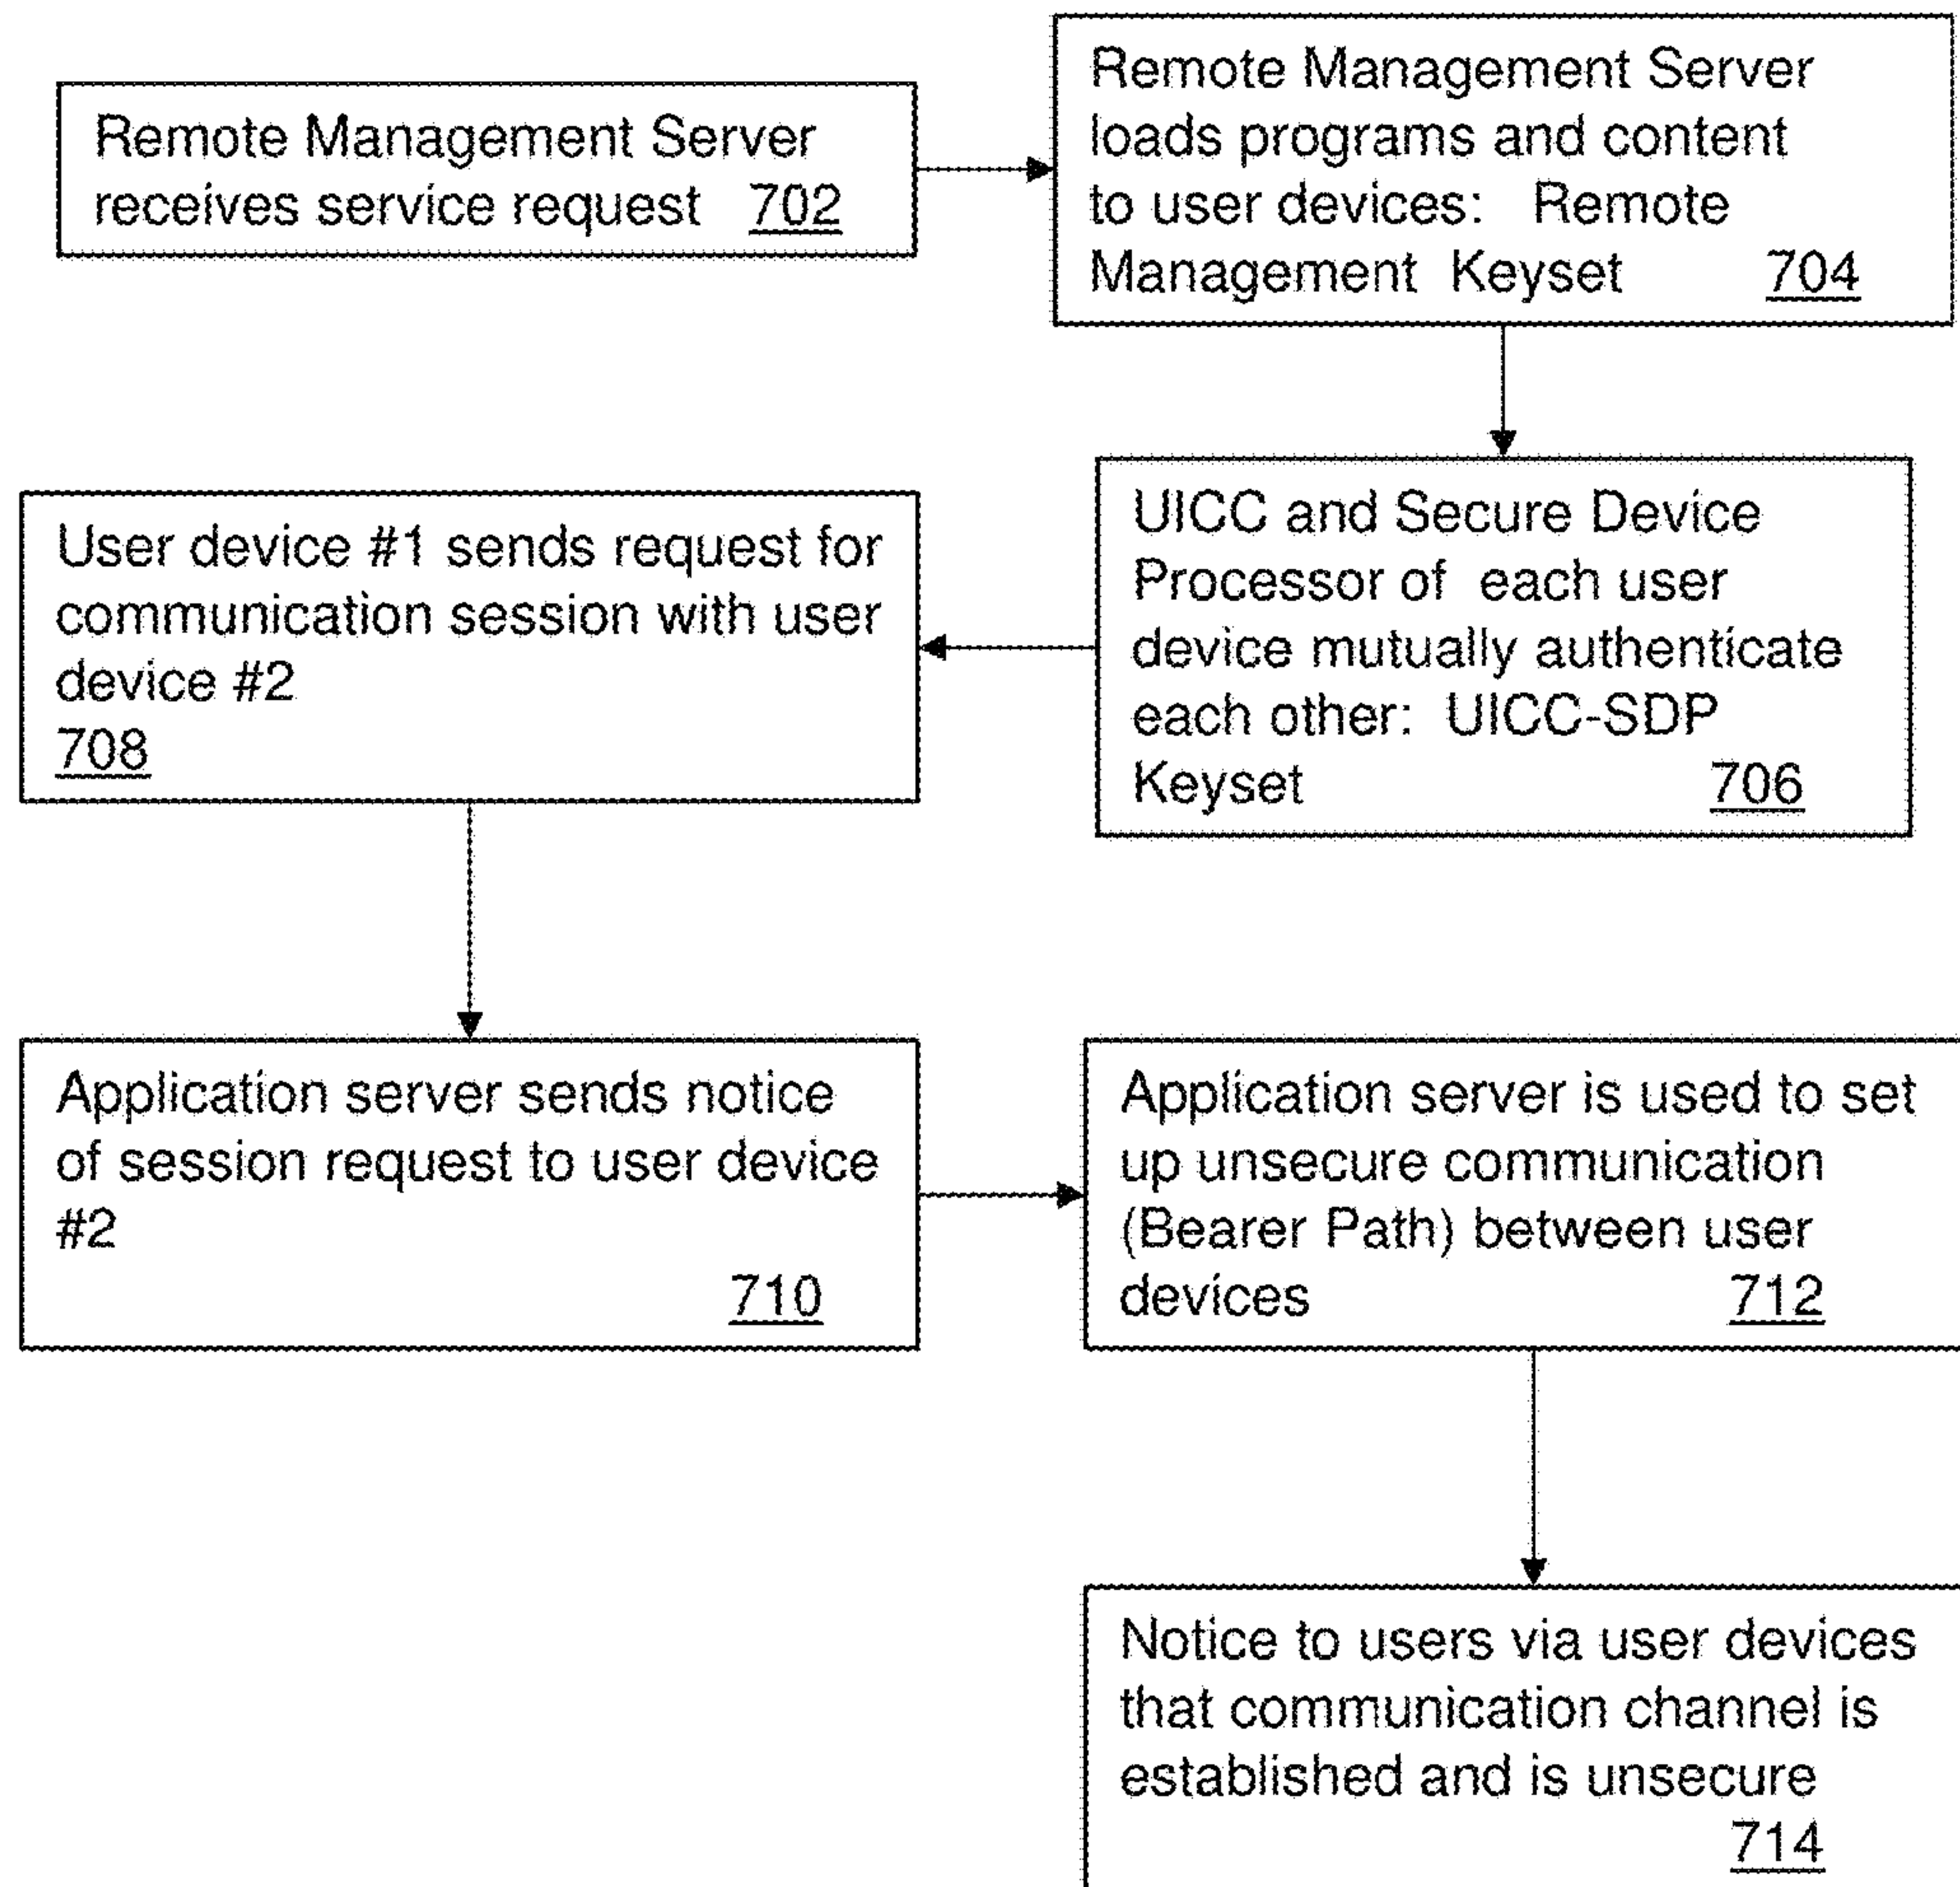 Remote Management Server
receives service request 702
Remote Management Server
loads programs and content
to user devices: Remote
Management Keyset 704
UICC and Secure Device
Processor of each user
device mutually authenticate
each other: UICC-SDP
Keyset 706
User device #1 sends request for
communication session with user
device #2
708
Application server sends notice
of session request to user device
#2
710
Application server is used to set
up unsecure communication
(Bearer Path) between user
devices 712
Notice to users via user devices
that communication channel is
established and is unsecure
714